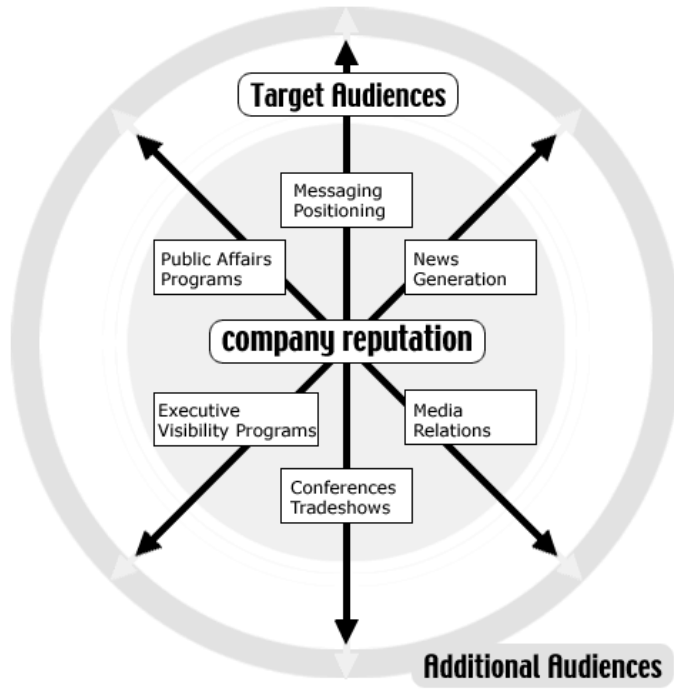 Target Audiences
Messaging
Positioning
Public Affairs
Programs
News
Generation
company reputation
Executive
Visibility Programs
Media
Relations
Conferences
Tradeshows
Additional Audiences